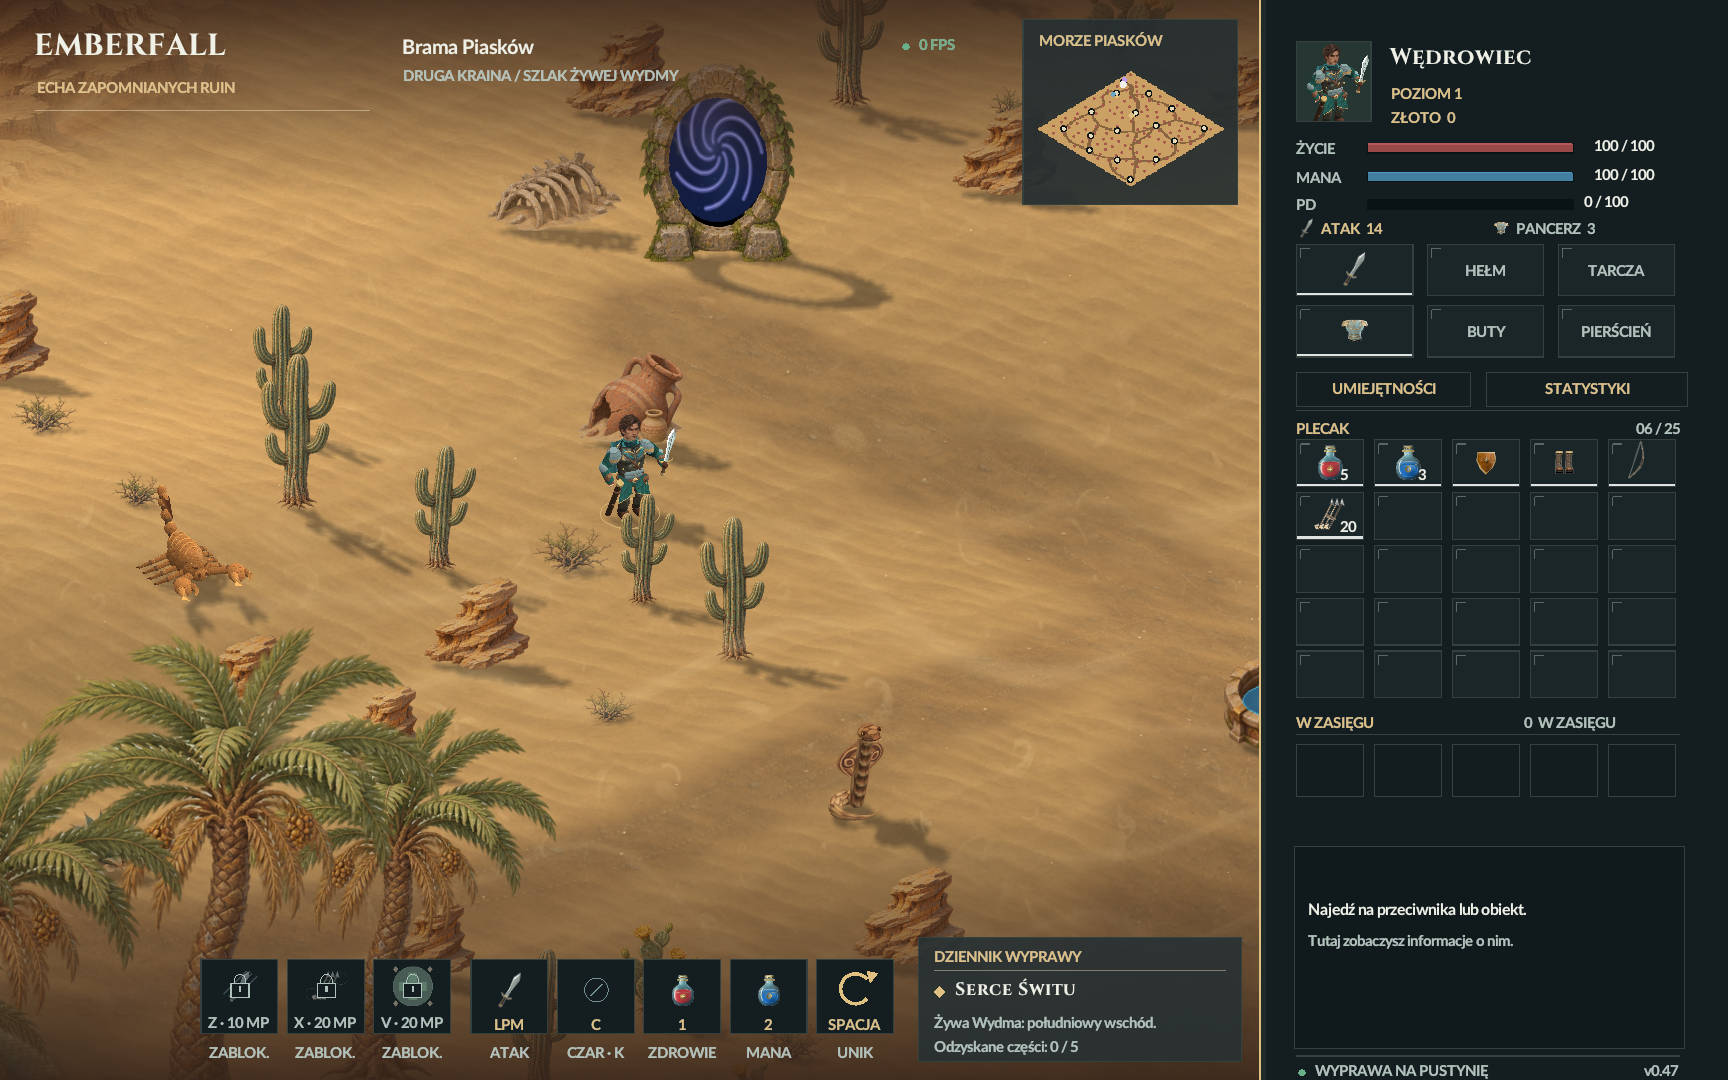 EMBERFALL
ECHA ZAPOMNIANYCH RUIN
Brama Piasków
DRUGA KRAINA / SZLAK ŻYWEJ WYDMY
0 FPS
MORZE PIASKÓW
Wędrowiec
POZIOM 1
ZŁOTO 0
ŻYCIE 100 / 100
MANA 100 / 100
PD 0 / 100
ATAK 14 PANCERZ 3
HEŁM TARCZA
BUTY PIERŚCIEŃ
UMIEJĘTNOŚCI STATYSTYKI
PLECAK 06 / 25
5 3
20
W ZASIĘGU 0 W ZASIĘGU
Najedź na przeciwnika lub obiekt.
Tutaj zobaczysz informacje o nim.
WYPRAWA NA PUSTYNIĘ v0.47
Z · 10 MP X · 20 MP V · 20 MP LPM C 1 2 SPACJA
ZABLOK. ZABLOK. ZABLOK. ATAK CZAR · K ZDROWIE MANA UNIK
DZIENNIK WYPRAWY
Serce Świtu
Żywa Wydma: południowy wschód.
Odzyskane części: 0 / 5